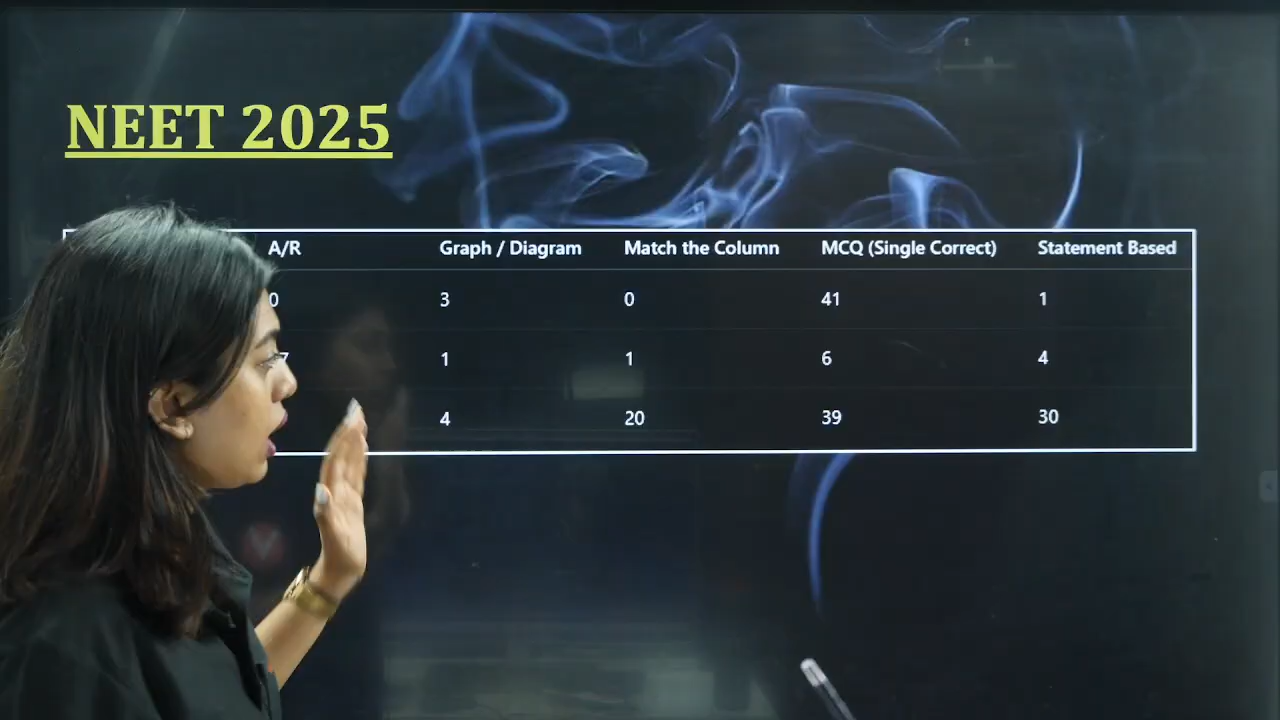 NEET 2025
A/R Graph / Diagram Match the Column MCQ (Single Correct) Statement Based
0 3 0 41 1
1 1 6 4
4 20 39 30